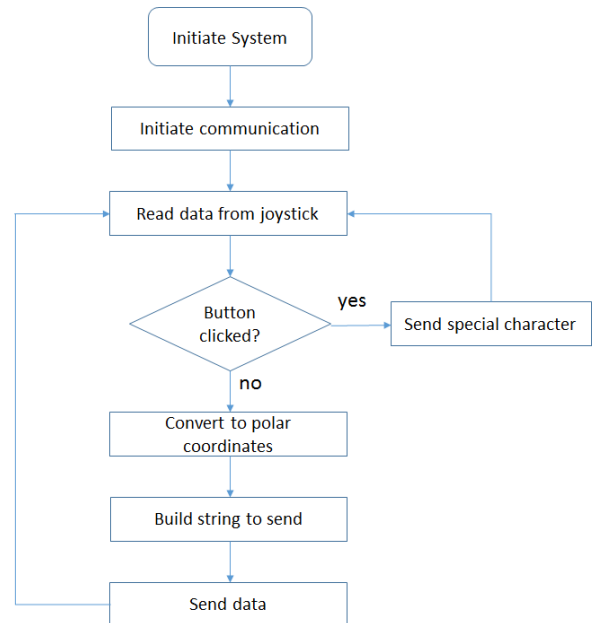 Initiate System
Initiate communication
Read data from joystick
Button
clicked?
yes
Send special character
no
Convert to polar
coordinates
Build string to send
Send data